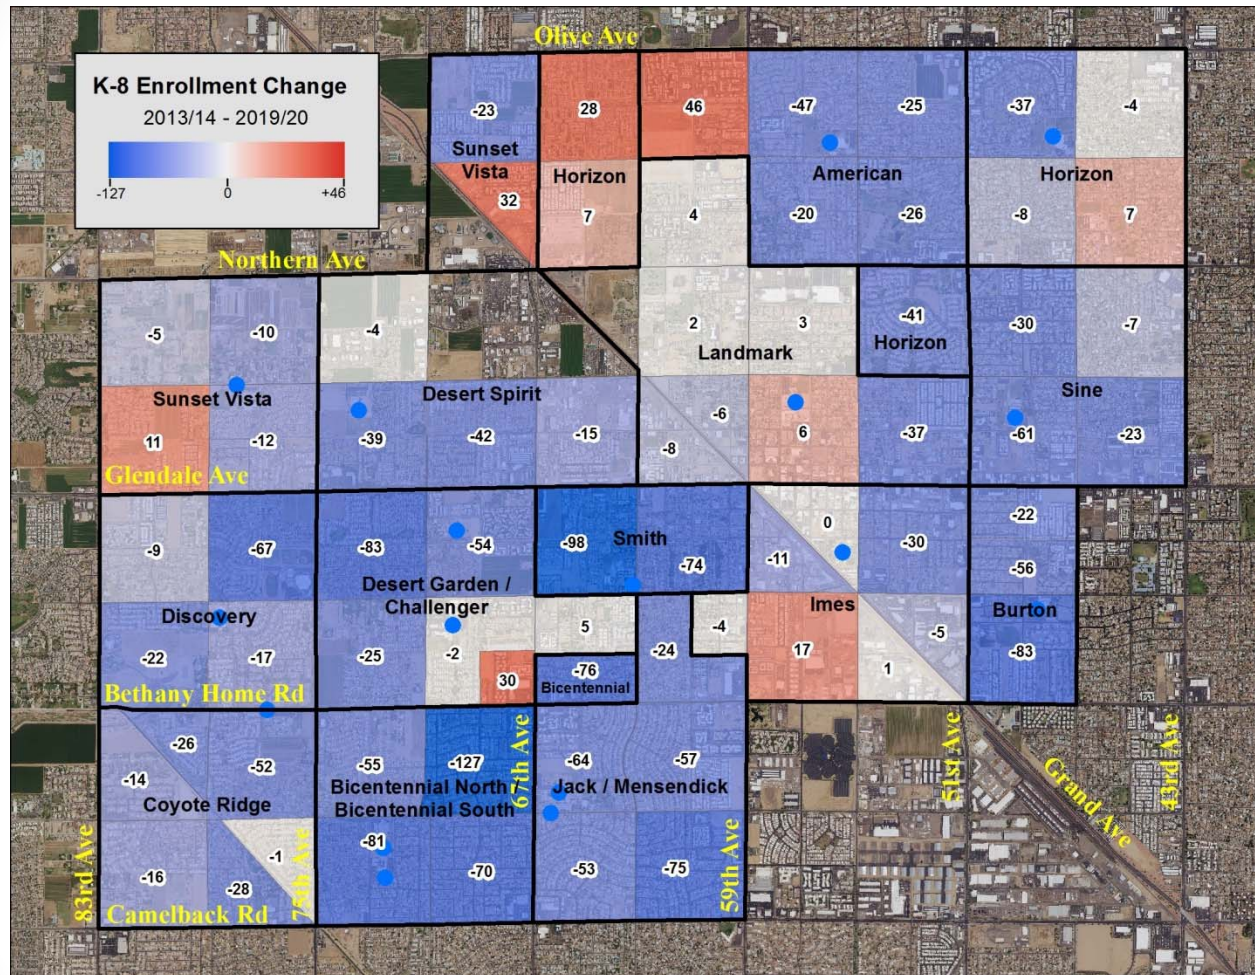 Olive Ave
K-8 Enrollment Change
2013/14 - 2019/20
-127
0
+46
-23
28
46
-47
-25
-37
-4
Sunset
Vista
Horizon
American
Horizon
32
7
4
-20
-26
-8
7
Northern Ave
-5
-10
-4
2
3
-41
-30
-7
Landmark
Horizon
Sunset Vista
Desert Spirit
Sine
11
-12
-39
-42
-15
-8
-6
6
-37
-61
-23
Glendale Ave
-9
-67
-83
-54
-98
Smith
-74
-11
0
-30
-22
-56
Desert Garden /
Challenger
Discovery
Imes
Burton
-22
-17
-25
-2
5
-24
-4
17
-5
-83
30
-76
Bicentennial
1
Bethany Home Rd
67th Ave
51st Ave
43rd Ave
Grand Ave
-14
-26
-52
-55
-127
-64
-57
Coyote Ridge
Bicentennial North /
Bicentennial South
Jack / Mensendick
83rd Ave
75th Ave
59th Ave
-16
-28
-1
-81
-70
-53
-75
Camelback Rd